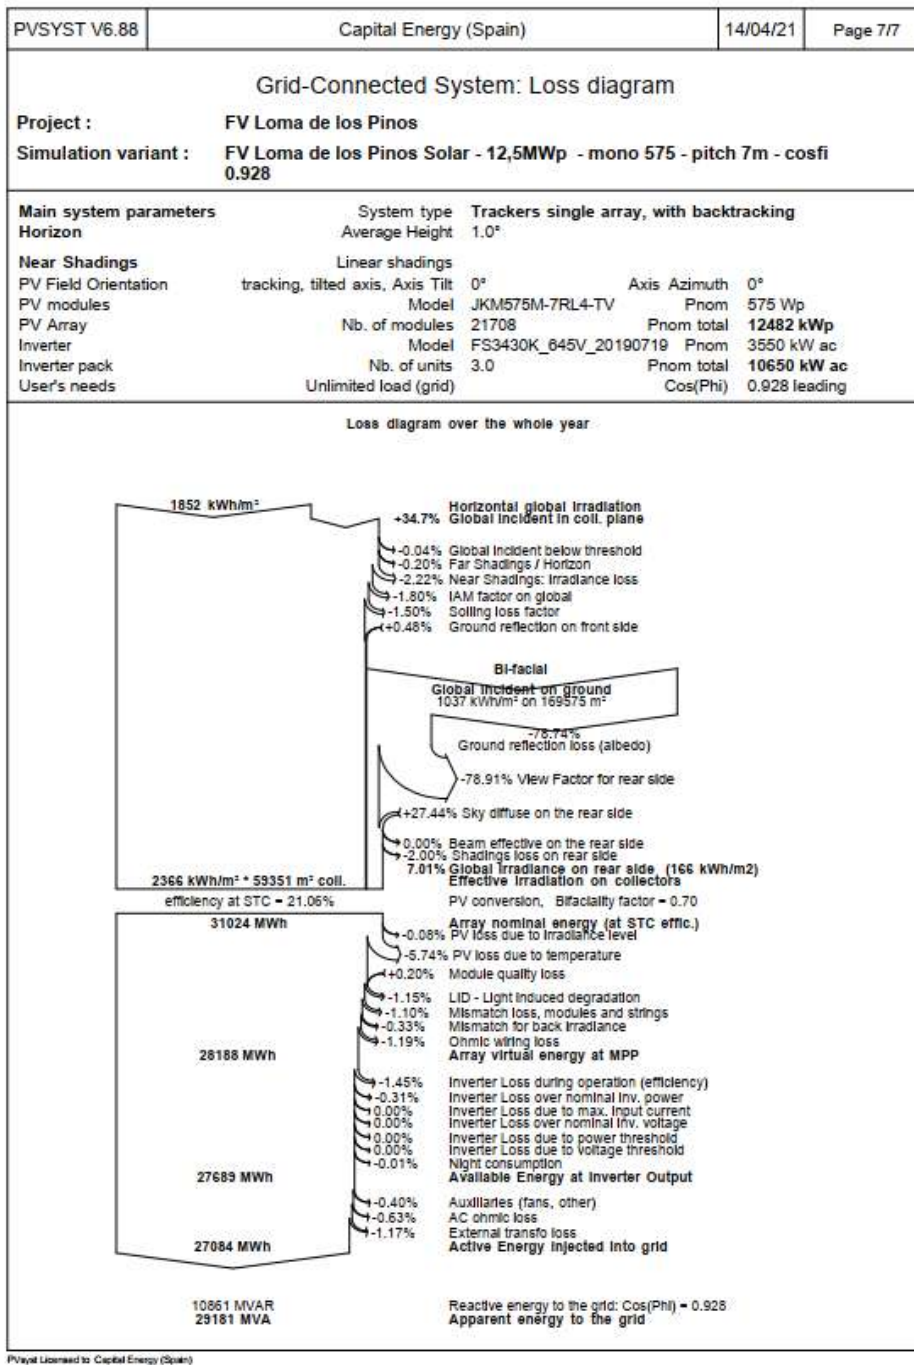 PVSYST V6.88 Capital Energy (Spain) 14/04/21 Page 7/7
Grid-Connected System: Loss diagram
Project : FV Loma de los Pinos
Simulation variant : FV Loma de los Pinos Solar - 12,5MWp - mono 575 - pitch 7m - cosfi
0.928
Main system parameters System type Trackers single array, with backtracking
Horizon Average Height 1.0°
Near Shadings Linear shadings
PV Field Orientation tracking, tilted axis, Axis Tilt 0° Axis Azimuth 0°
PV modules Model JKM575M-7RL4-TV Pnom 575 Wp
PV Array Nb. of modules 21708 Pnom total 12482 kWp
Inverter Model FS3430K_645V_20190719 Pnom 3550 kW ac
Inverter pack Nb. of units 3.0 Pnom total 10650 kW ac
User's needs Unlimited load (grid) Cos(Phi) 0.928 leading
Loss diagram over the whole year
1852 kWh/m² Horizontal global irradiation
+34.7% Global incident in coll. plane
-0.04% Global incident below threshold
-0.20% Far Shadings / Horizon
-2.22% Near Shadings: irradiance loss
-1.80% IAM factor on global
-1.50% Soiling loss factor
+0.48% Ground reflection on front side
Bi-facial
Global incident on ground
1037 kWh/m² on 169575 m²
-78.74%
Ground reflection loss (albedo)
-78.91% View Factor for rear side
+27.44% Sky diffuse on the rear side
0.00% Beam effective on the rear side
-2.00% Shadings loss on rear side
7.01% Global Irradiance on rear side (166 kWh/m2)
2366 kWh/m² * 59351 m² coll. Effective irradiation on collectors
efficiency at STC = 21.06% PV conversion, Bifaciality factor = 0.70
31024 MWh Array nominal energy (at STC effic.)
-0.08% PV loss due to irradiance level
-5.74% PV loss due to temperature
+0.20% Module quality loss
-1.15% LID - Light induced degradation
-1.10% Mismatch loss, modules and strings
-0.33% Mismatch for back irradiance
-1.19% Ohmic wiring loss
28188 MWh Array virtual energy at MPP
-1.45% Inverter Loss during operation (efficiency)
-0.31% Inverter Loss over nominal inv. power
0.00% Inverter Loss due to max. input current
0.00% Inverter Loss over nominal inv. voltage
0.00% Inverter Loss due to power threshold
0.00% Inverter Loss due to voltage threshold
-0.01% Night consumption
27689 MWh Available Energy at Inverter Output
-0.40% Auxiliaries (fans, other)
-0.63% AC ohmic loss
-1.17% External transfo loss
27084 MWh Active Energy injected into grid
10861 MVAR Reactive energy to the grid: Cos(Phi) = 0.928
29181 MVA Apparent energy to the grid
PVsyst Licensed to Capital Energy (Spain)